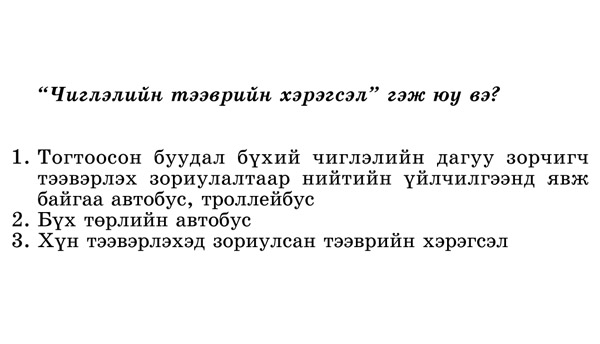 “Чиглэлийн тээврийн хэрэгсэл” гэж юу вэ?
1. Тогтоосон буудал бүхий чиглэлийн дагуу зорчигч
тээвэрлэх зориулалтаар нийтийн үйлчилгээнд явж
байгаа автобус, троллейбус
2. Бүх төрлийн автобус
3. Хүн тээвэрлэхэд зориулсан тээврийн хэрэгсэл